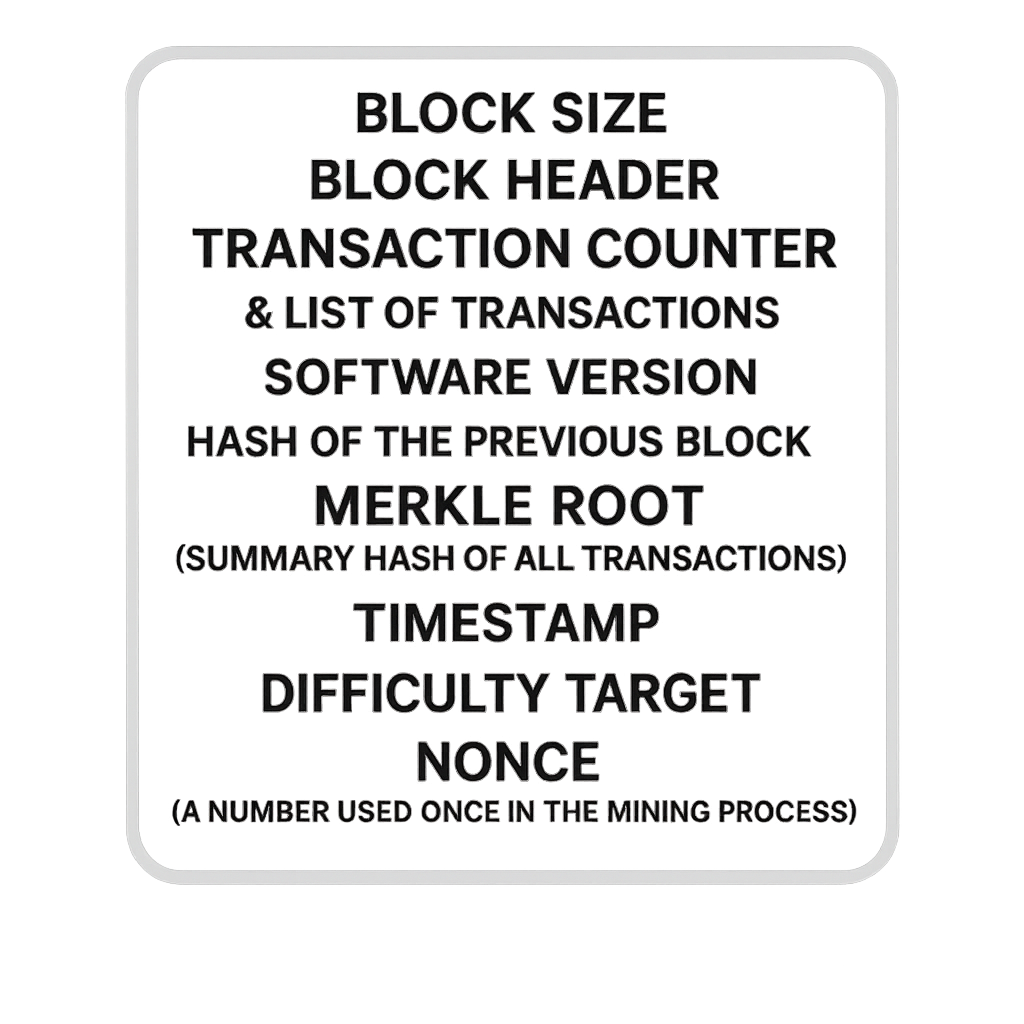 BLOCK SIZE
BLOCK HEADER
TRANSACTION COUNTER
& LIST OF TRANSACTIONS
SOFTWARE VERSION
HASH OF THE PREVIOUS BLOCK
MERKLE ROOT
(SUMMARY HASH OF ALL TRANSACTIONS)
TIMESTAMP
DIFFICULTY TARGET
NONCE
(A NUMBER USED ONCE IN THE MINING PROCESS)